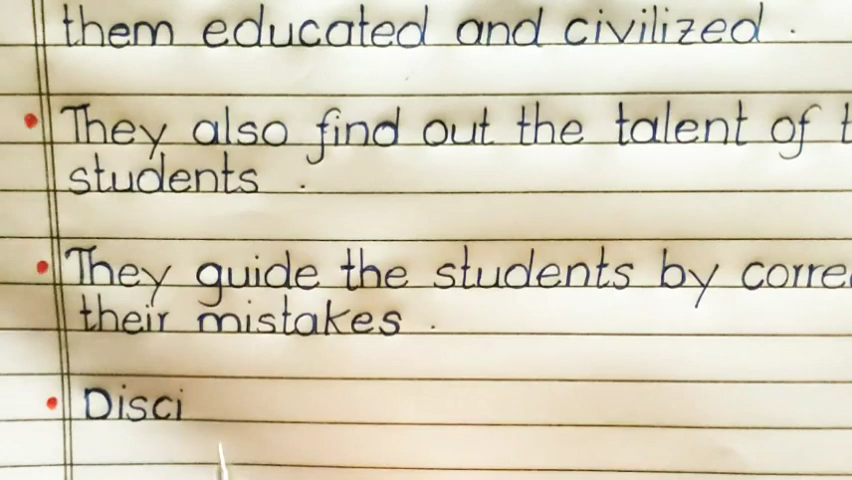 them educated and civilized .
• They also find out the talent of t
students .
• They guide the students by corre
their mistakes .
• Disci